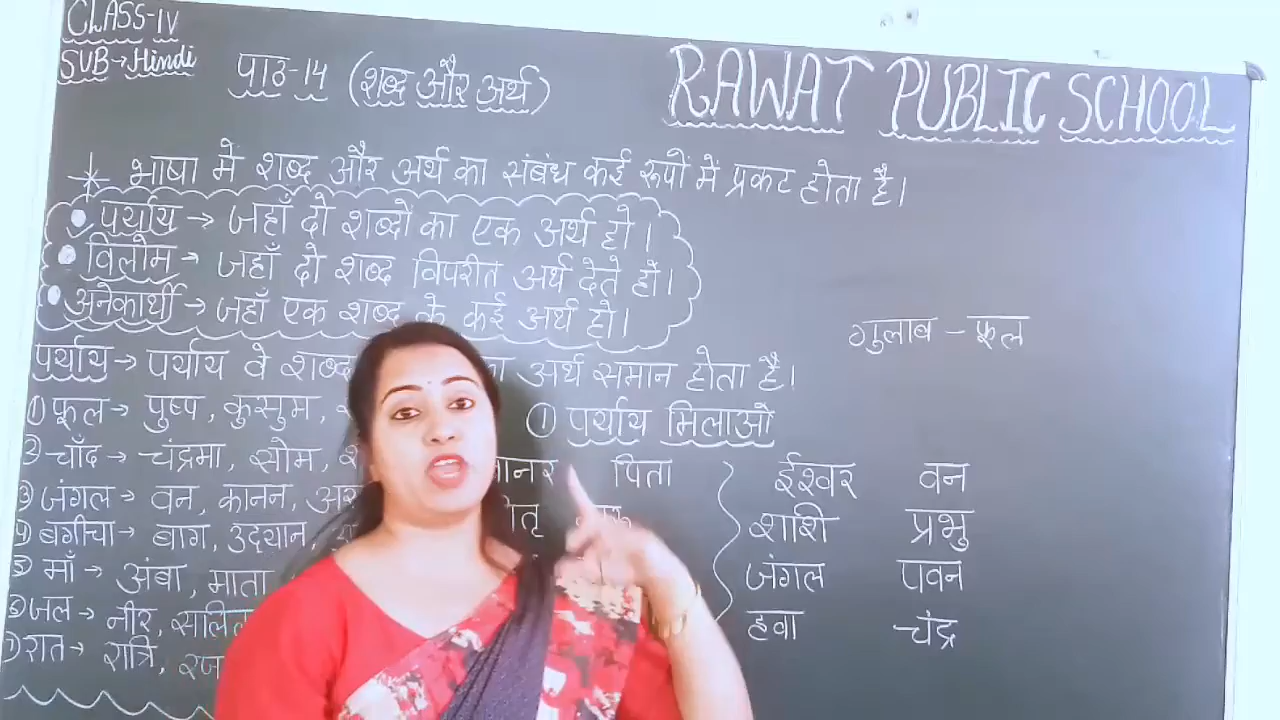 CLASS-IV
SUB→Hindi
पाठ-14 (शब्द और अर्थ)
RAWAT PUBLIC SCHOOL
भाषा में शब्द और अर्थ का संबंध कई रूपों में प्रकट होता है।
पर्याय → जहाँ दो शब्दों का एक अर्थ हो।
विलोम → जहाँ दो शब्द विपरीत अर्थ देते हों।
अनेकार्थी → जहाँ एक शब्द के कई अर्थ हो।
गुलाब - फूल
पर्याय → पर्याय वे शब्द का अर्थ समान होता है।
① फूल → पुष्प, कुसुम,
② चाँद → चंद्रमा, सोम,
③ जंगल → वन, कानन,
④ बगीचा → बाग, उद्यान,
⑤ माँ → अंबा, माता
⑥ जल → नीर, सलिल
⑦ रात → रात्रि,
① पर्याय मिलाओ
पिता
ईश्वर वन
शशि प्रभु
जंगल पवन
हवा चंद्र